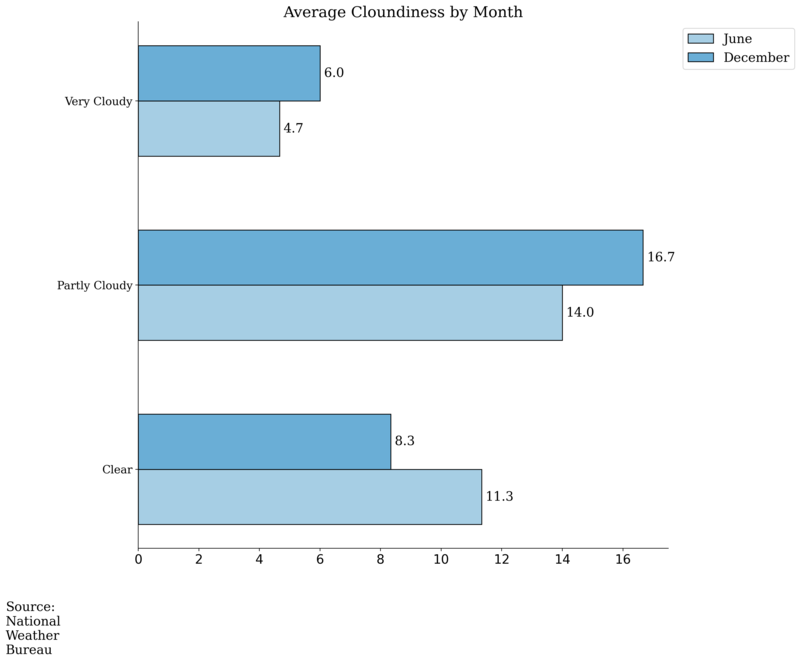 Average Cloundiness by Month
June
December
Very Cloudy
6.0
4.7
Partly Cloudy
16.7
14.0
Clear
8.3
11.3
0 2 4 6 8 10 12 14 16
Source:
National
Weather
Bureau